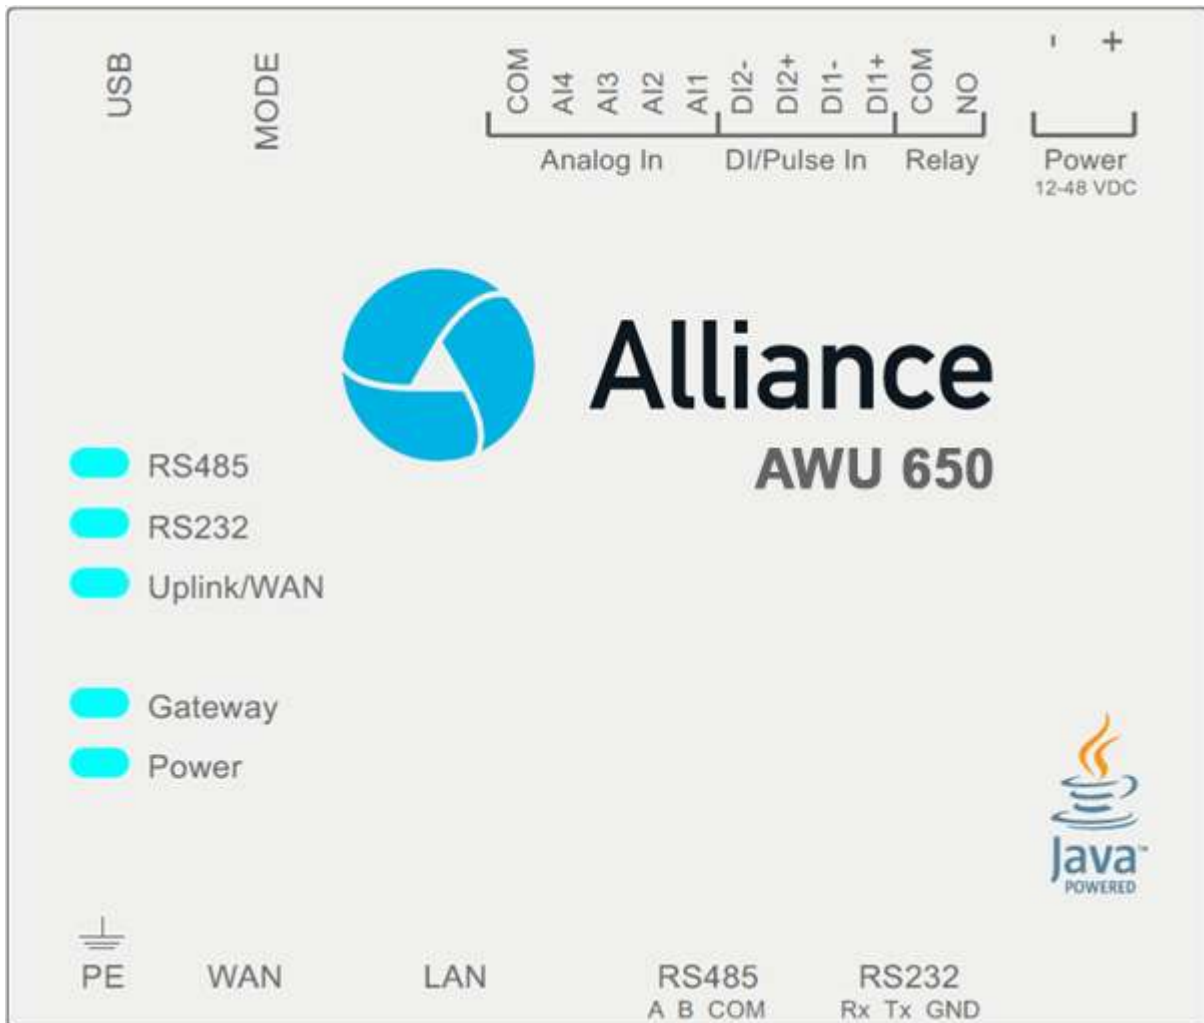 USB
MODE
COM AI4 AI3 AI2 AI1 DI2- DI2+ DI1- DI1+ COM NO - +
Analog In DI/Pulse In Relay Power
12-48 VDC
Alliance
AWU 650
RS485
RS232
Uplink/WAN
Gateway
Power
Java™
POWERED
PE WAN LAN RS485 RS232
A B COM Rx Tx GND